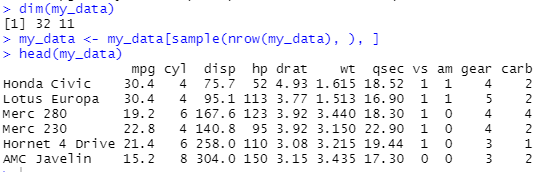 > dim(my_data)
[1] 32 11
> my_data <- my_data[sample(nrow(my_data), ), ]
> head(my_data)
mpg cyl disp hp drat wt qsec vs am gear carb
Honda Civic 30.4 4 75.7 52 4.93 1.615 18.52 1 1 4 2
Lotus Europa 30.4 4 95.1 113 3.77 1.513 16.90 1 1 5 2
Merc 280 19.2 6 167.6 123 3.92 3.440 18.30 1 0 4 4
Merc 230 22.8 4 140.8 95 3.92 3.150 22.90 1 0 4 2
Hornet 4 Drive 21.4 6 258.0 110 3.08 3.215 19.44 1 0 3 1
AMC Javelin 15.2 8 304.0 150 3.15 3.435 17.30 0 0 3 2